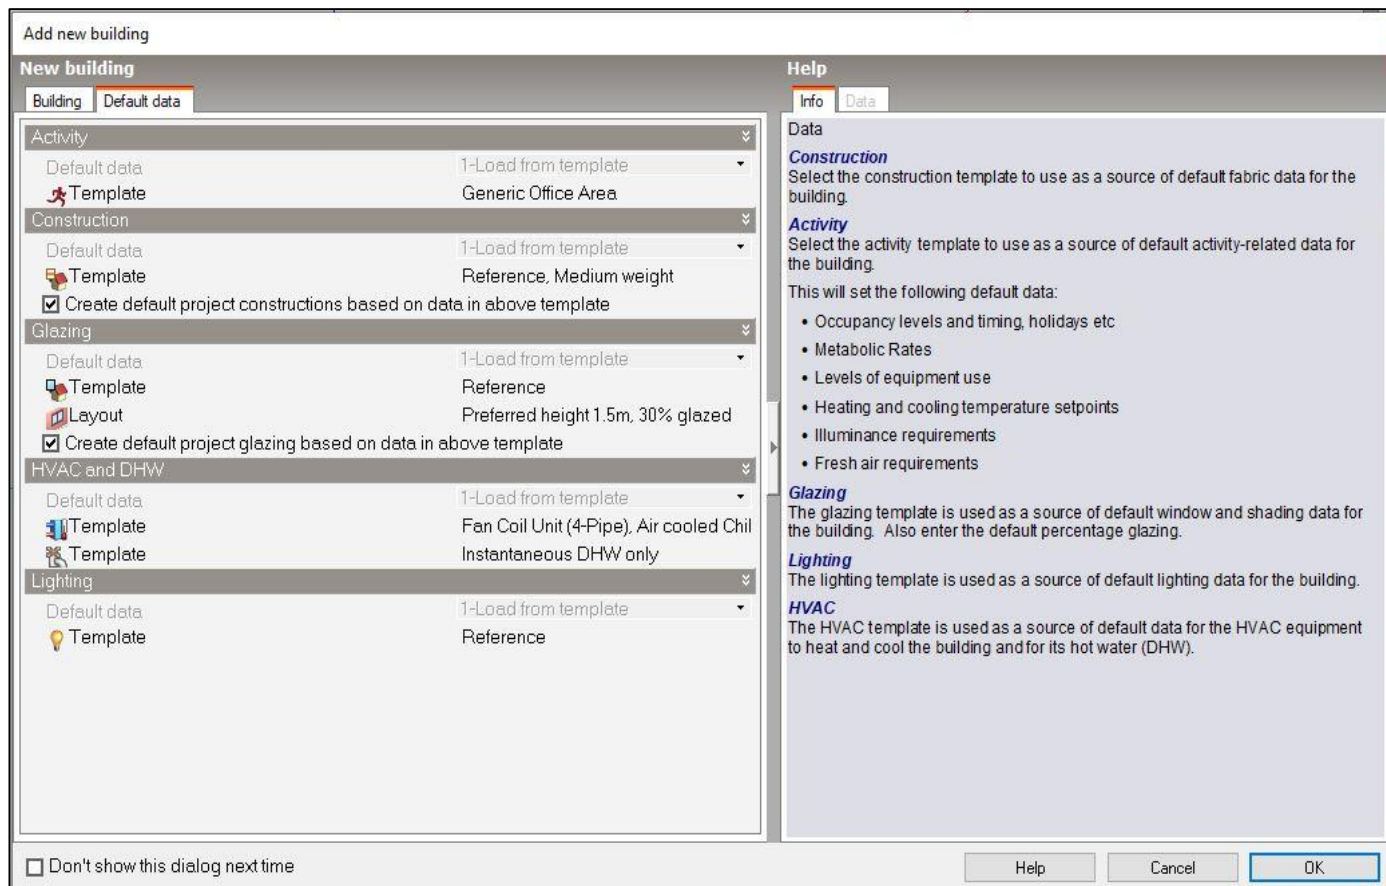 Add new building
New building
Building Default data
Activity
Default data 1-Load from template
Template Generic Office Area
Construction
Default data 1-Load from template
Template Reference, Medium weight
Create default project constructions based on data in above template
Glazing
Default data 1-Load from template
Template Reference
Layout Preferred height 1.5m, 30% glazed
Create default project glazing based on data in above template
HVAC and DHW
Default data 1-Load from template
Template Fan Coil Unit (4-Pipe), Air cooled Chil
Template Instantaneous DHW only
Lighting
Default data 1-Load from template
Template Reference
Don't show this dialog next time
Help
Info Data
Data
Construction
Select the construction template to use as a source of default fabric data for the
building.
Activity
Select the activity template to use as a source of default activity-related data for
the building.
This will set the following default data:
• Occupancy levels and timing, holidays etc
• Metabolic Rates
• Levels of equipment use
• Heating and cooling temperature setpoints
• Illuminance requirements
• Fresh air requirements
Glazing
The glazing template is used as a source of default window and shading data for
the building. Also enter the default percentage glazing.
Lighting
The lighting template is used as a source of default lighting data for the building.
HVAC
The HVAC template is used as a source of default data for the HVAC equipment
to heat and cool the building and for its hot water (DHW).
Help Cancel OK